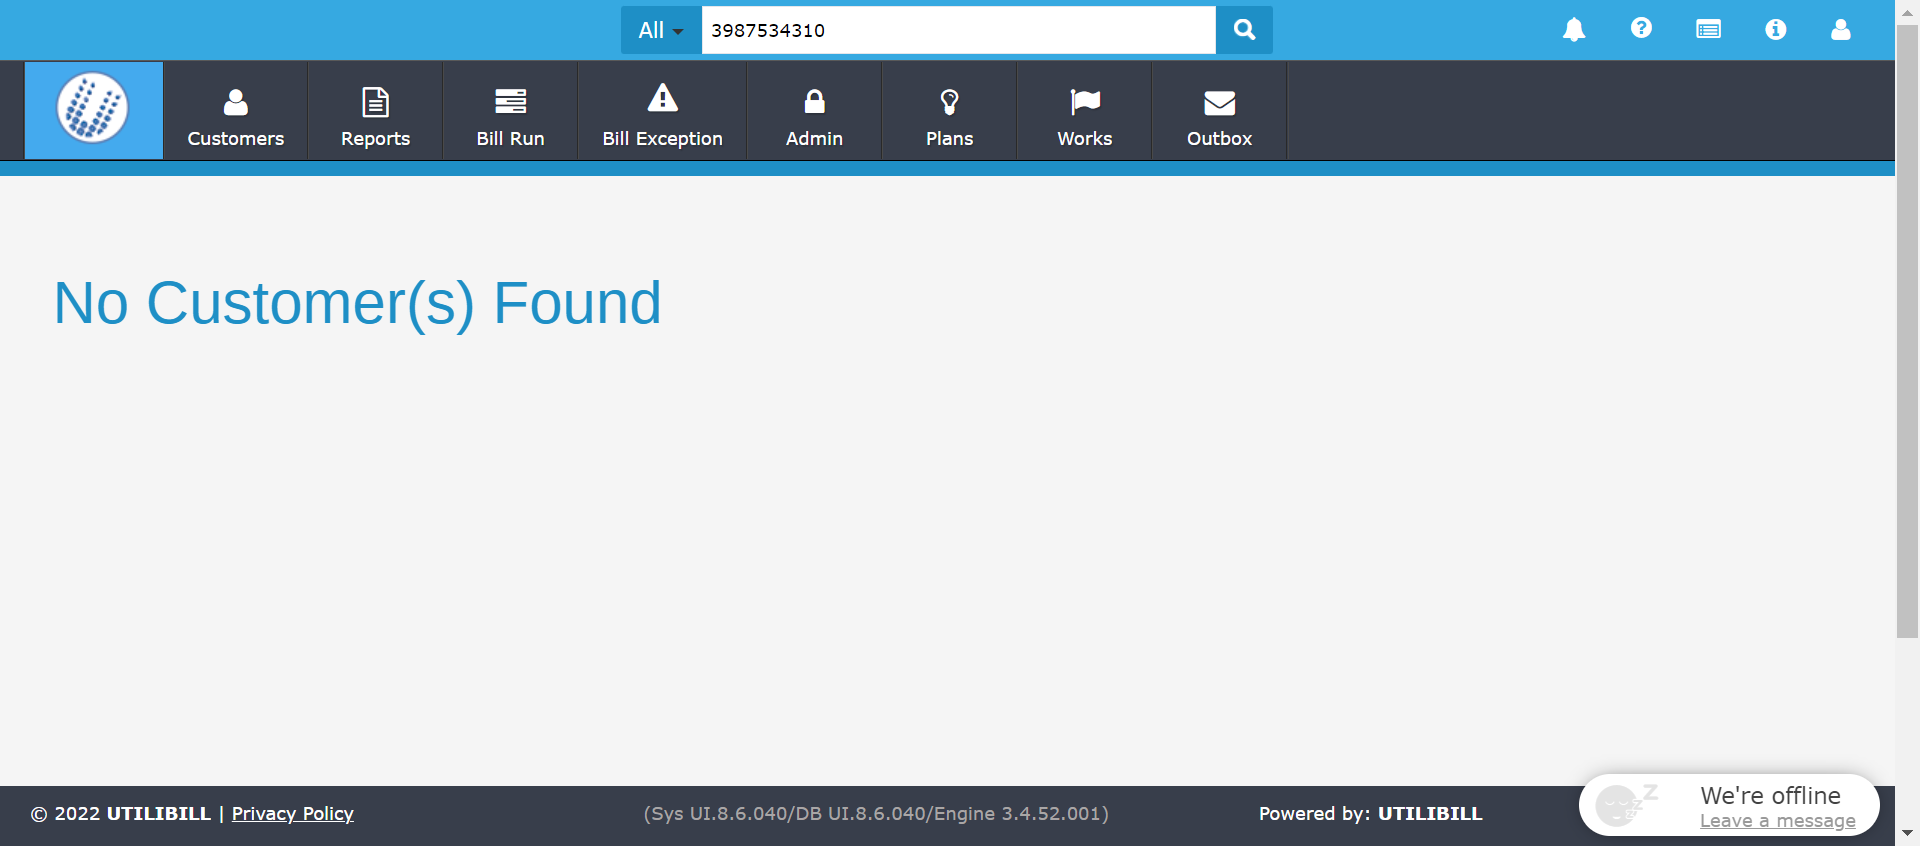 All
3987534310
Customers
Reports
Bill Run
Bill Exception
Admin
Plans
Works
Outbox
No Customer(s) Found
© 2022 UTILIBILL | Privacy Policy
(Sys UI.8.6.040/DB UI.8.6.040/Engine 3.4.52.001)
Powered by: UTILIBILL
We're offline
Leave a message